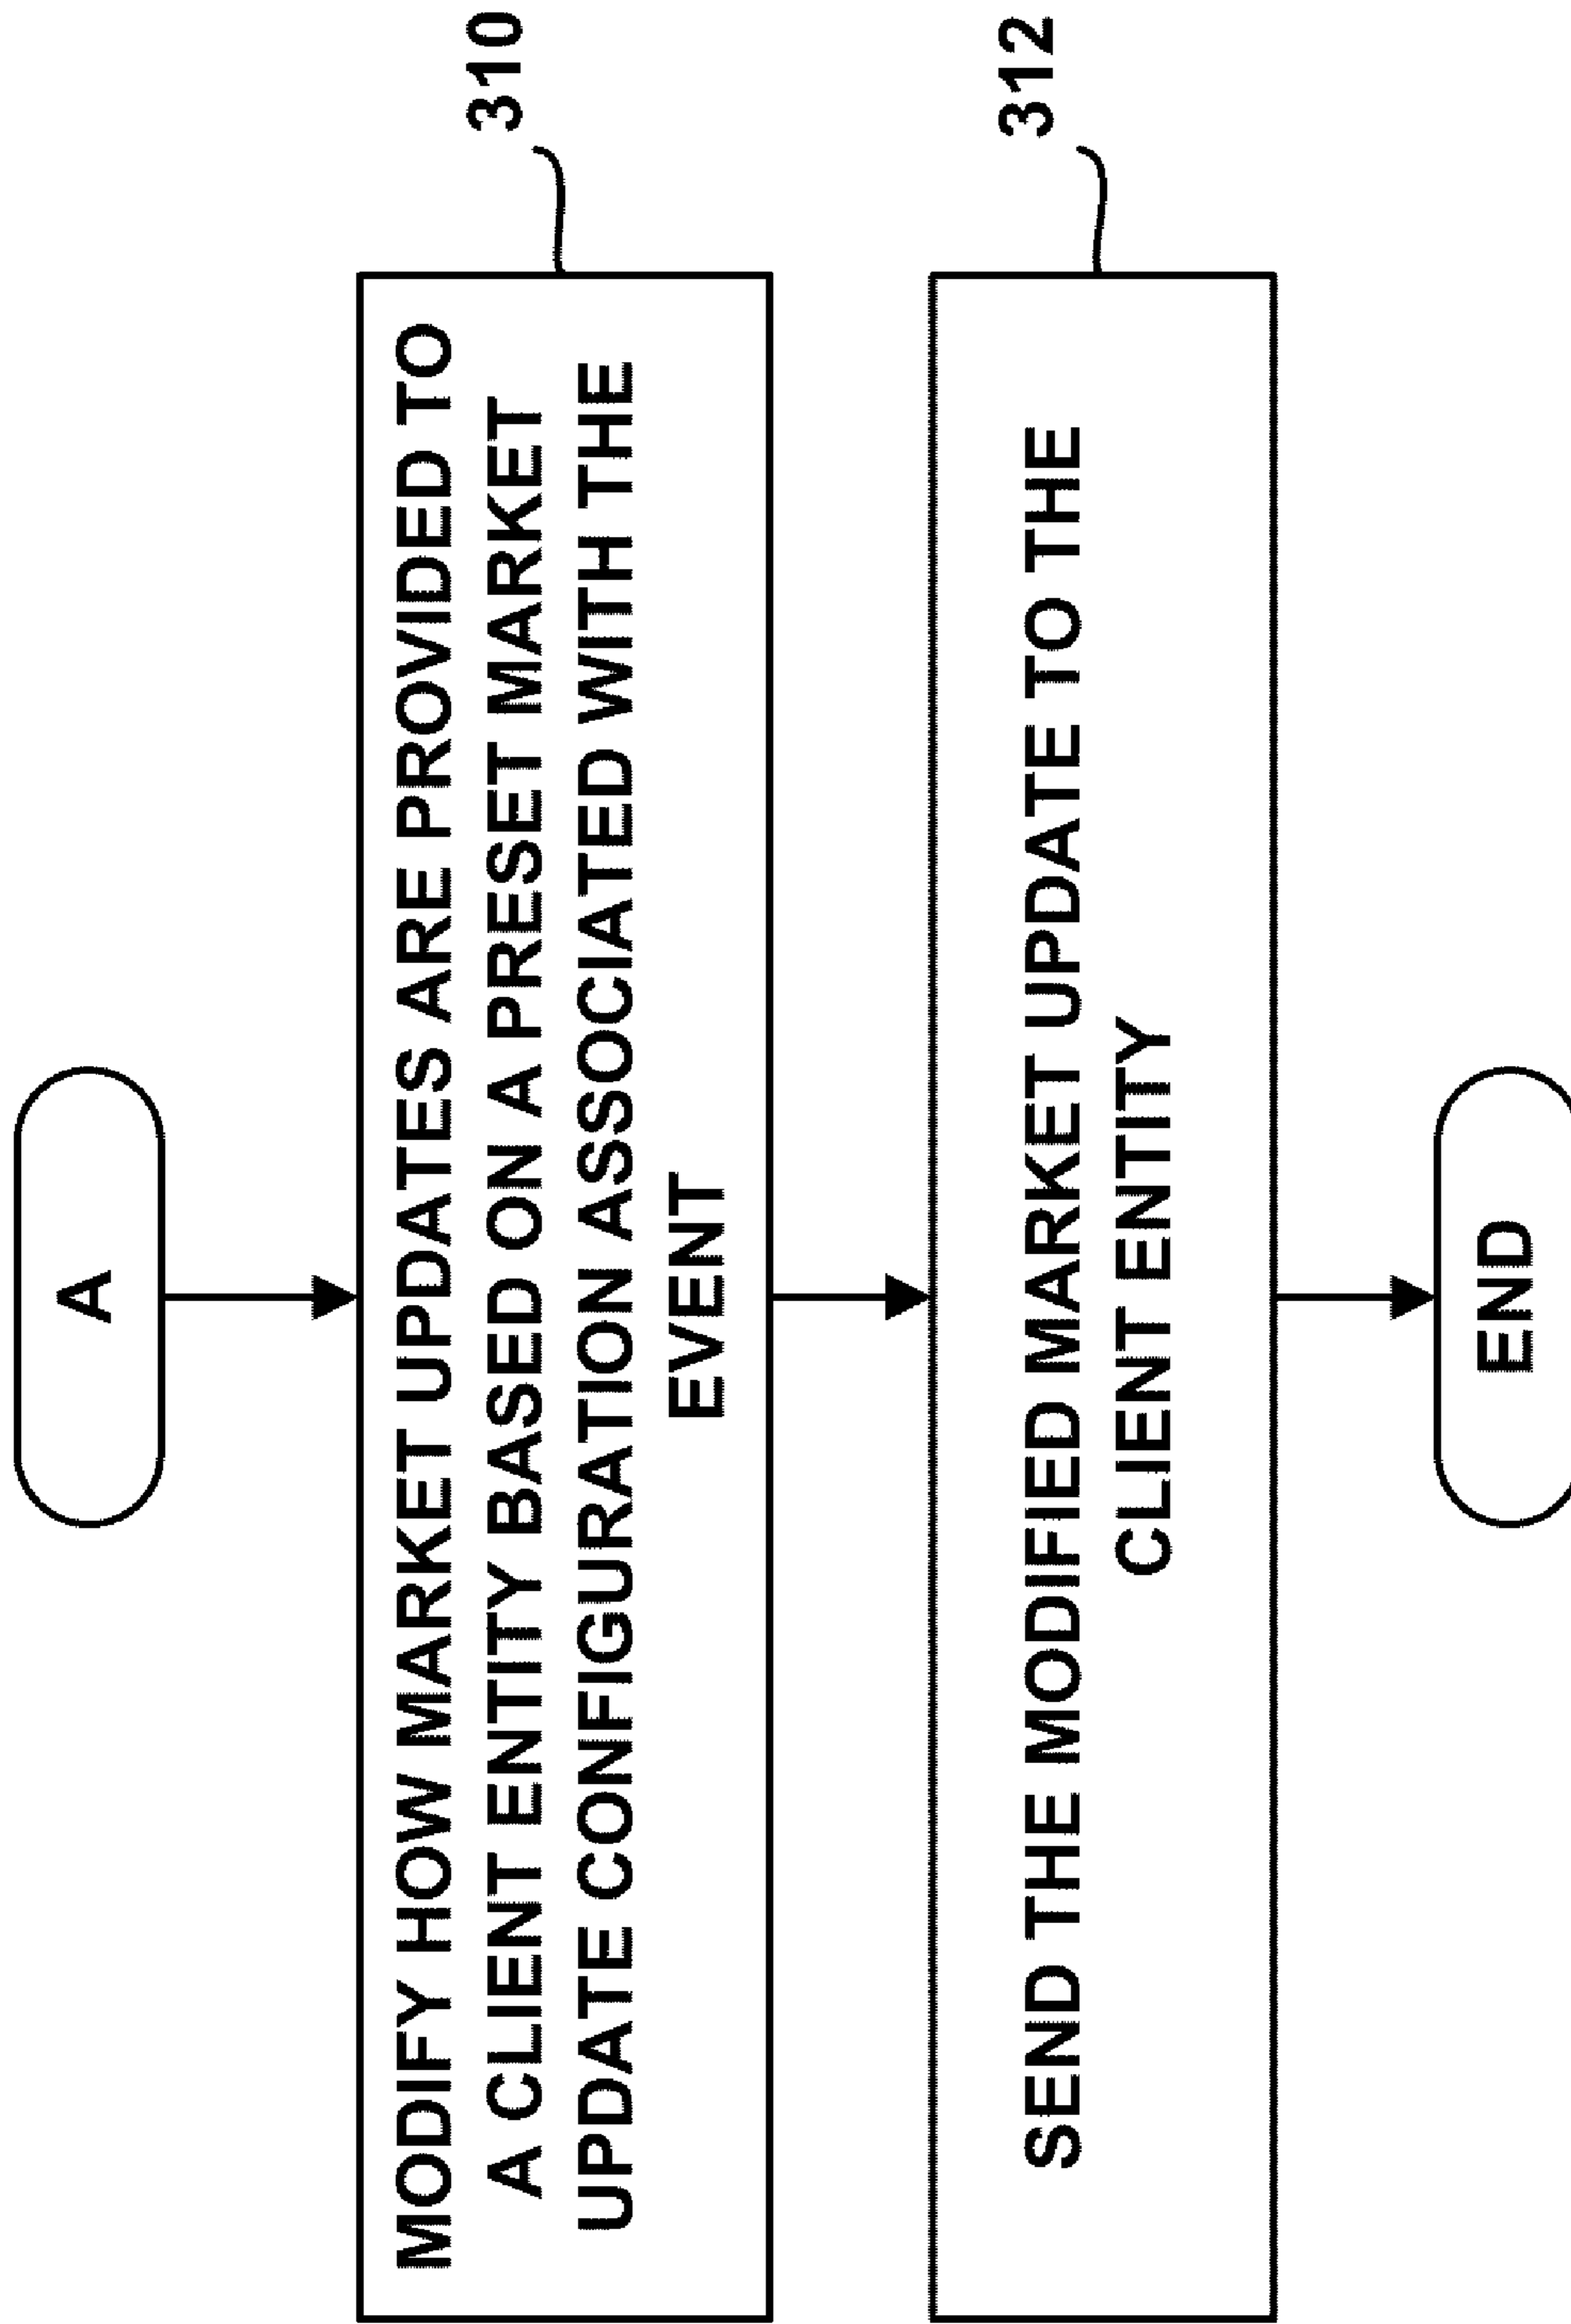 A
MODIFY HOW MARKET UPDATES ARE PROVIDED TO
A CLIENT ENTITY BASED ON A PRESET MARKET
UPDATE CONFIGURATION ASSOCIATED WITH THE
EVENT
310
SEND THE MODIFIED MARKET UPDATE TO THE
CLIENT ENTITY
312
END